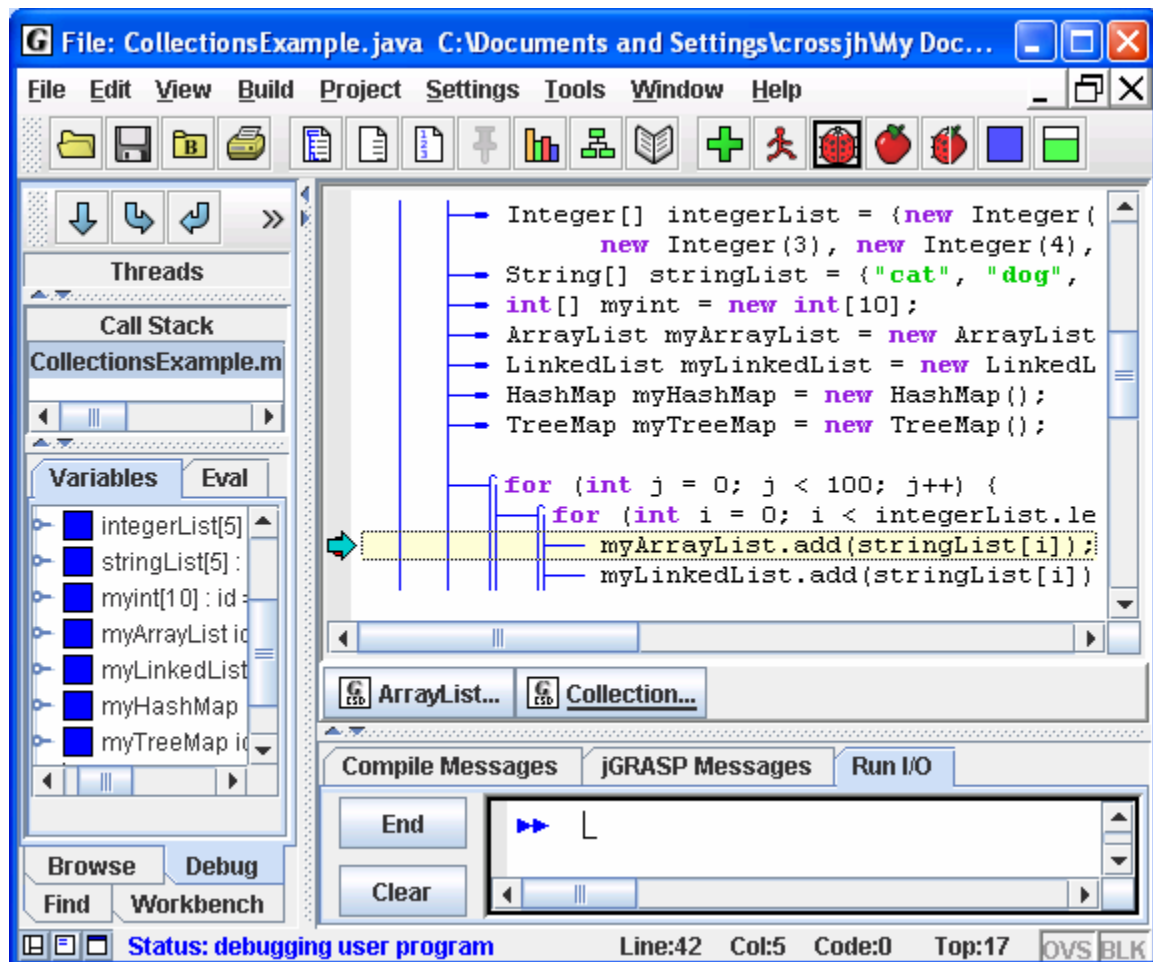 File: CollectionsExample.java C:\Documents and Settings\crossjh\My Doc...
File Edit View Build Project Settings Tools Window Help
Threads
Call Stack
CollectionsExample.m
Variables Eval
integerList[5]
stringList[5] :
myint[10] : id =
myArrayList id
myLinkedList
myHashMap
myTreeMap id
Browse Debug
Find Workbench
Integer[] integerList = {new Integer(
new Integer(3), new Integer(4),
String[] stringList = {"cat", "dog",
int[] myint = new int[10];
ArrayList myArrayList = new ArrayList
LinkedList myLinkedList = new LinkedL
HashMap myHashMap = new HashMap();
TreeMap myTreeMap = new TreeMap();
for (int j = 0; j < 100; j++) {
for (int i = 0; i < integerList.le
myArrayList.add(stringList[i]);
myLinkedList.add(stringList[i])
ArrayList... Collection...
Compile Messages jGRASP Messages Run I/O
End
Clear
Status: debugging user program Line:42 Col:5 Code:0 Top:17 OVS BLK